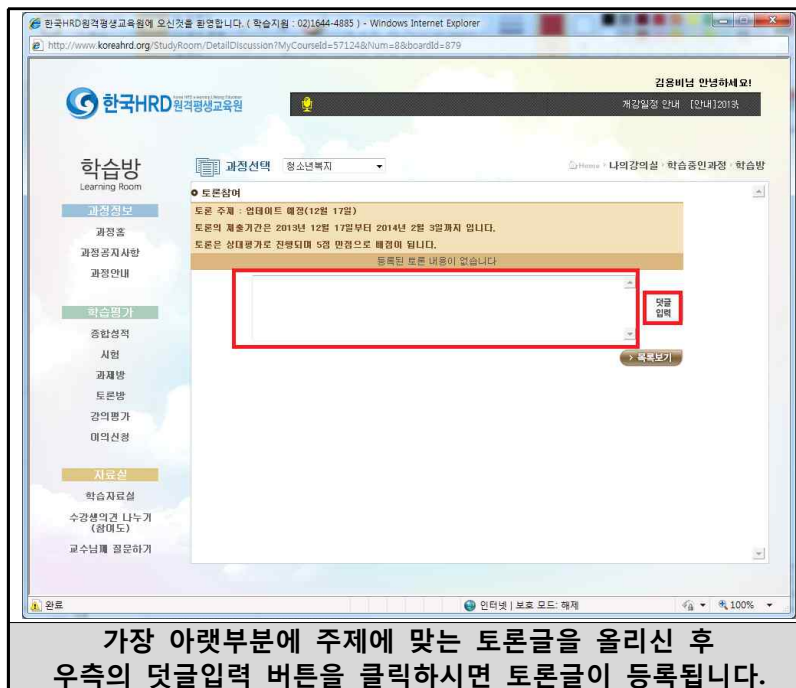 한국HRD원격평생교육원에 오신것을 환영합니다. ( 학습지원 : 02)1644-4885 ) - Windows Internet Explorer
http://www.koreahrd.org/StudyRoom/DetailDiscussion?MyCourseId=57124&Num=8&boardId=879
김용비님 안녕하세요!
한국HRD원격평생교육원
개강일정 안내 [안내]2013
학습방
Learning Room
과정선택 청소년복지
Home 나의강의실 학습중인과정 학습방
과정정보
과정홈
과정공지사항
과정안내
학습평가
종합성적
시험
과제방
토론방
강의평가
이의신청
자료실
학습자료실
수강생의견 나누기
(참여도)
교수님께 질문하기
토론참여
토론 주제 : 업데이트 예정(12월 17일)
토론의 제출기간은 2013년 12월 17일부터 2014년 2월 3일까지 입니다.
토론은 상대평가로 진행되며 5점 만점으로 배점이 됩니다.
등록된 토론 내용이 없습니다
댓글
입력
목록보기
완료
인터넷 | 보호 모드: 해제
100%
가장 아랫부분에 주제에 맞는 토론글을 올리신 후
우측의 덧글입력 버튼을 클릭하시면 토론글이 등록됩니다.